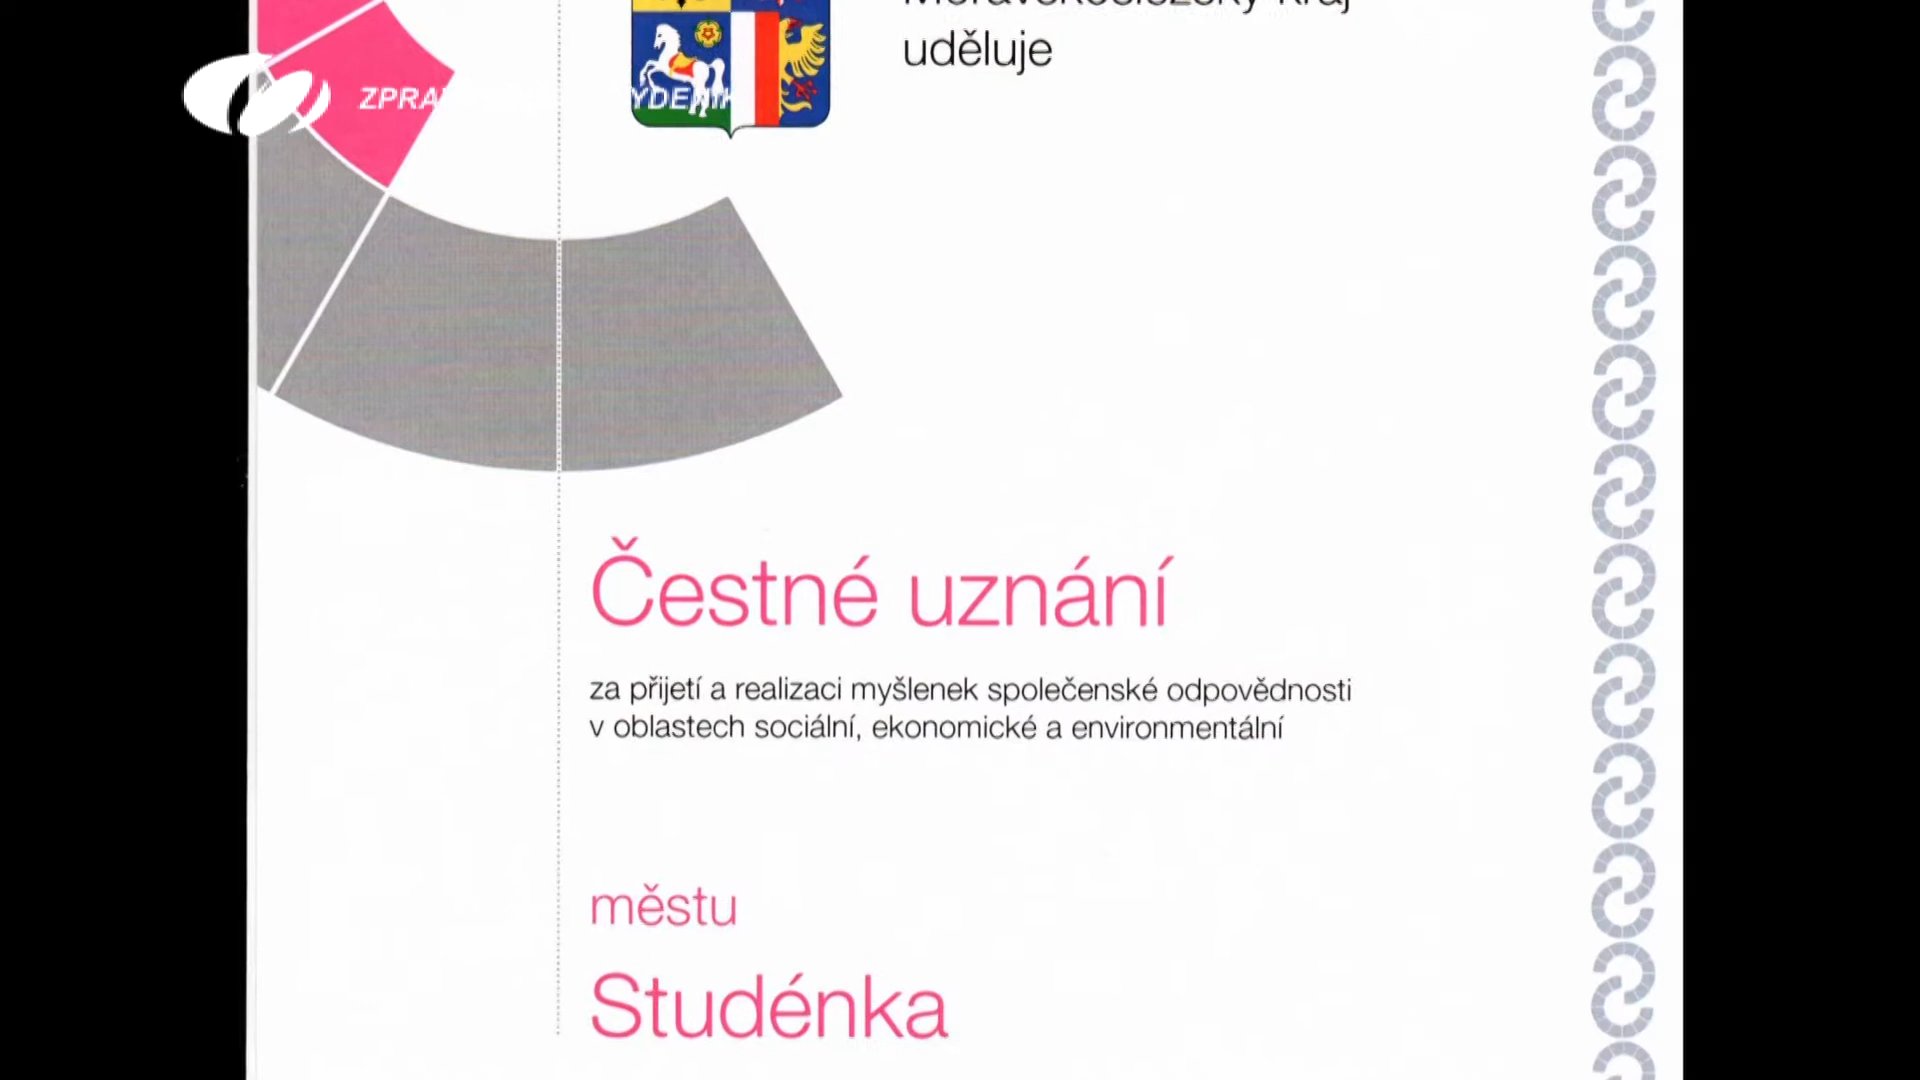 uděluje
Čestné uznání
za přijetí a realizaci myšlenek společenské odpovědnosti
v oblastech sociální, ekonomické a environmentální
městu
Studénka